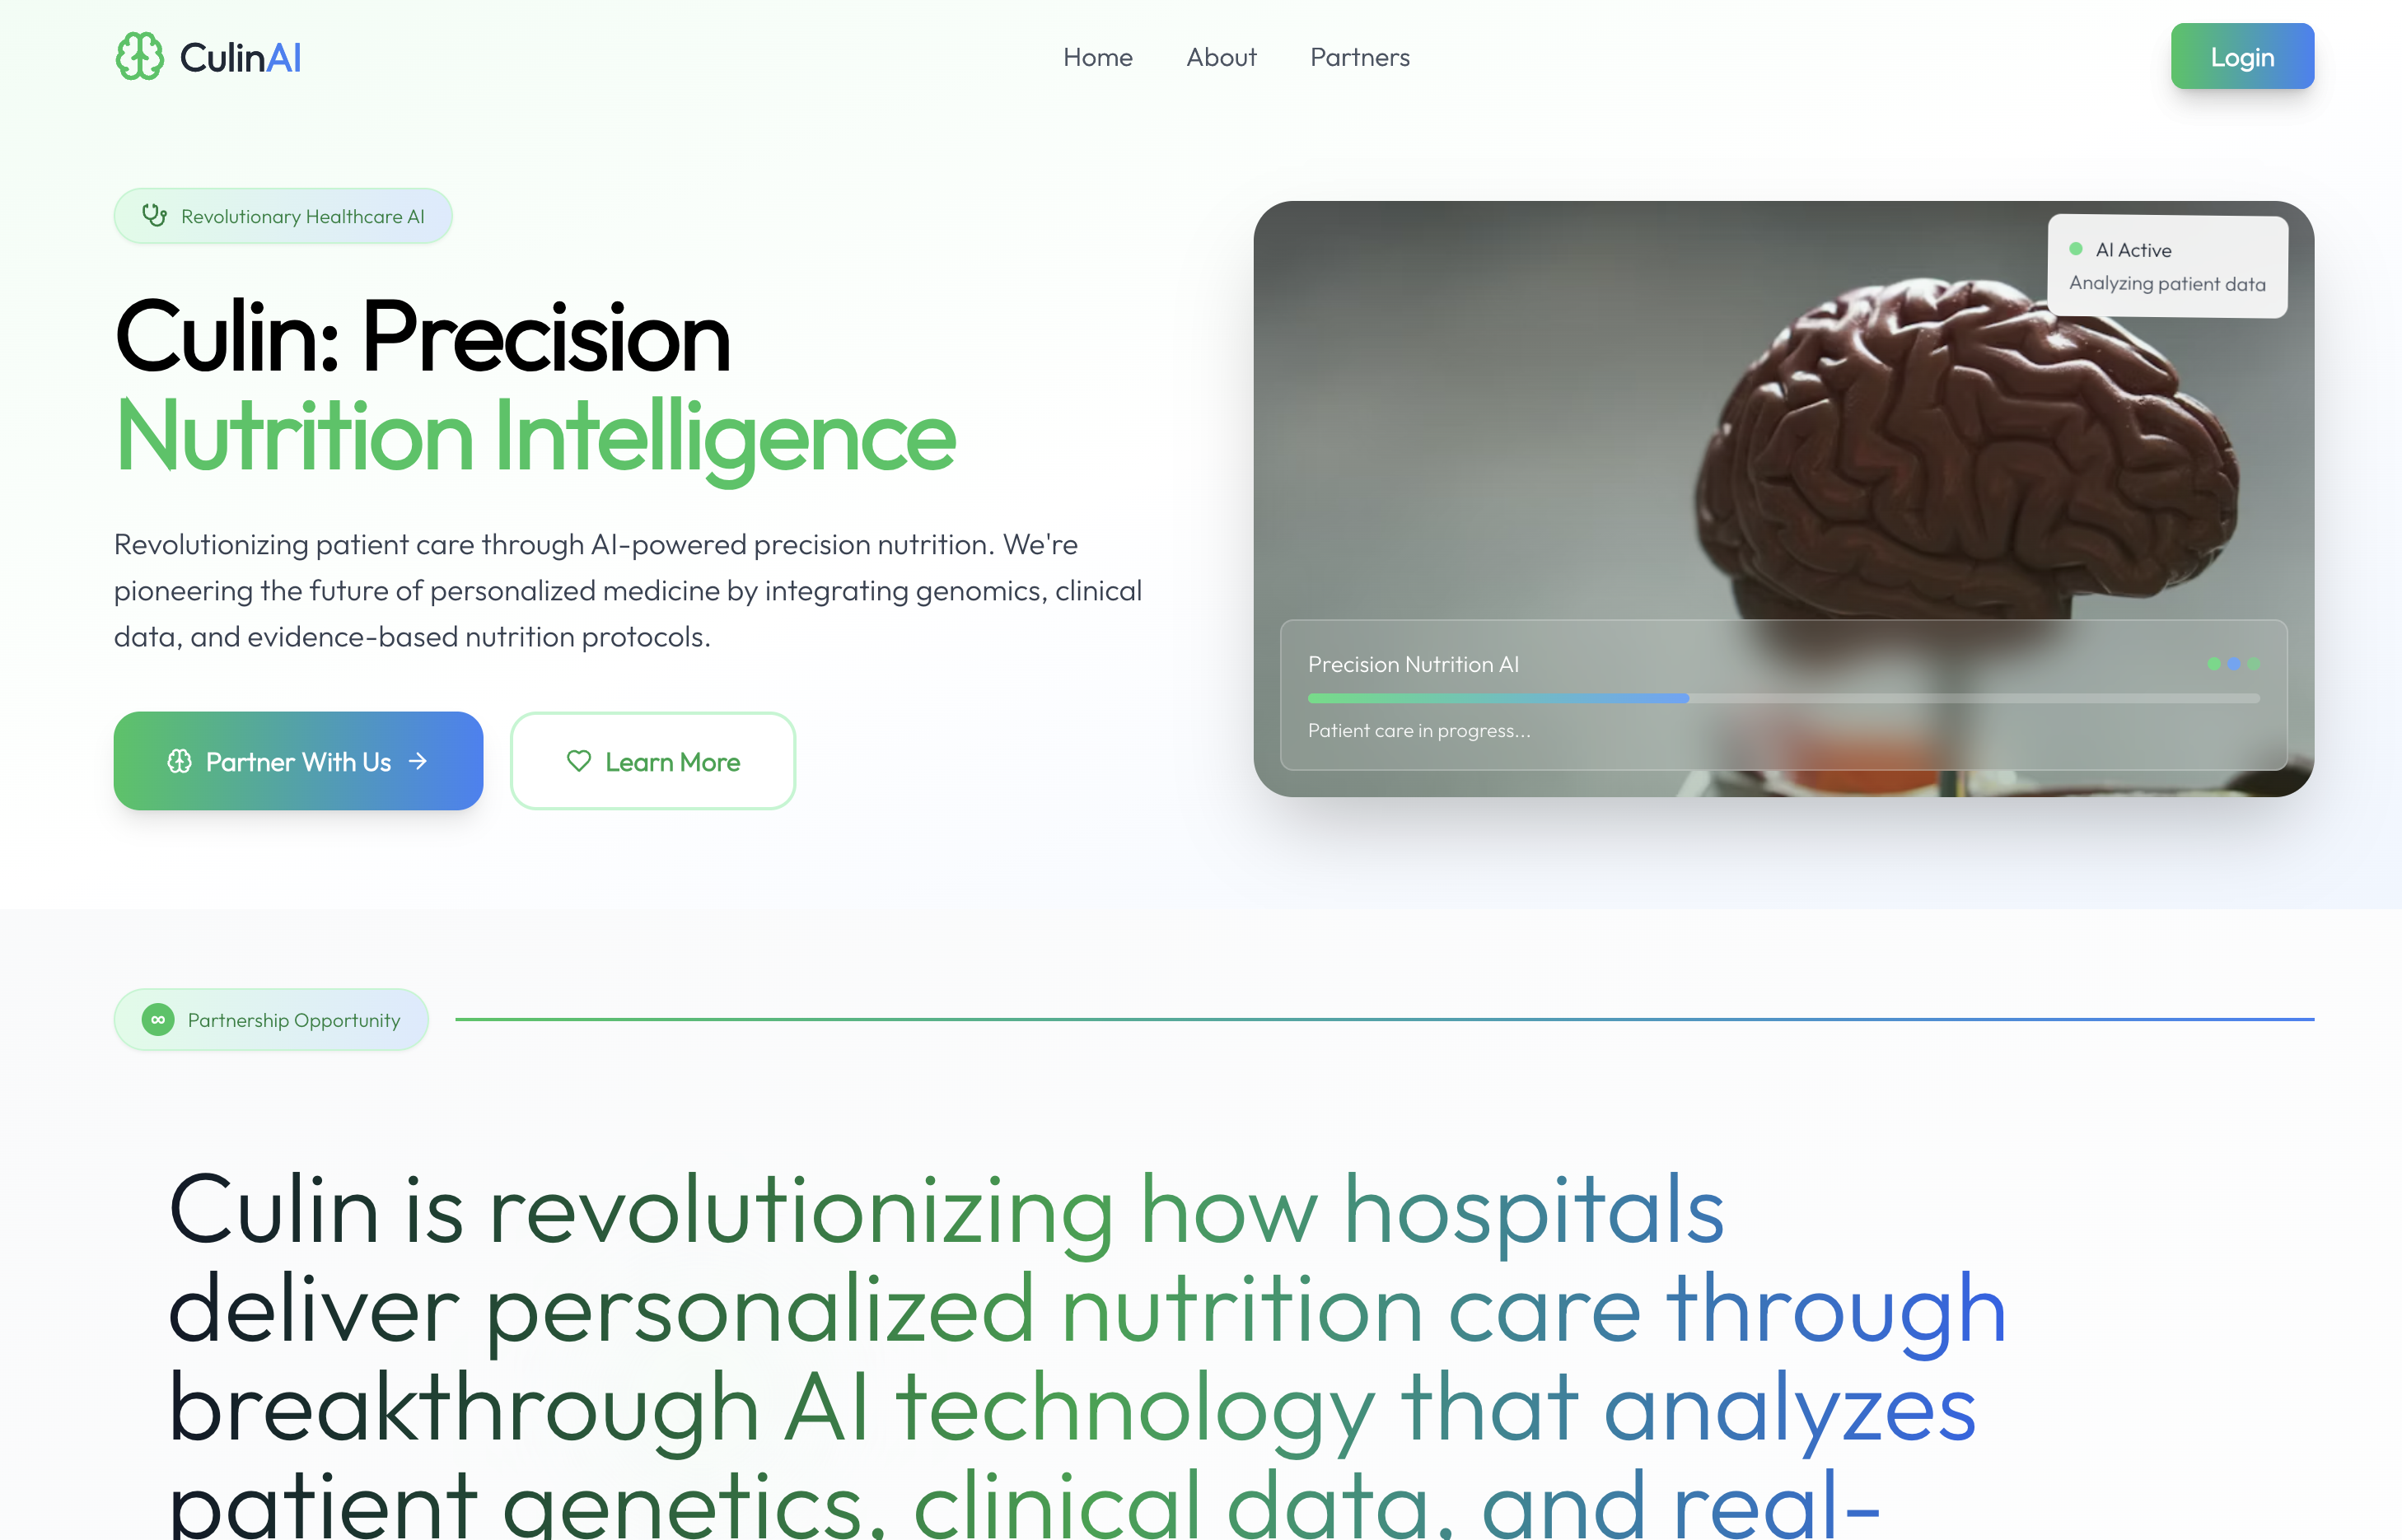 CulinAI
Home
About
Partners
Login
Revolutionary Healthcare AI
Culin: Precision
Nutrition Intelligence
Revolutionizing patient care through AI-powered precision nutrition. We're
pioneering the future of personalized medicine by integrating genomics, clinical
data, and evidence-based nutrition protocols.
Partner With Us →
Learn More
AI Active
Analyzing patient data
Precision Nutrition AI
Patient care in progress...
∞ Partnership Opportunity
Culin is revolutionizing how hospitals
deliver personalized nutrition care through
breakthrough AI technology that analyzes
patient genetics, clinical data, and real-